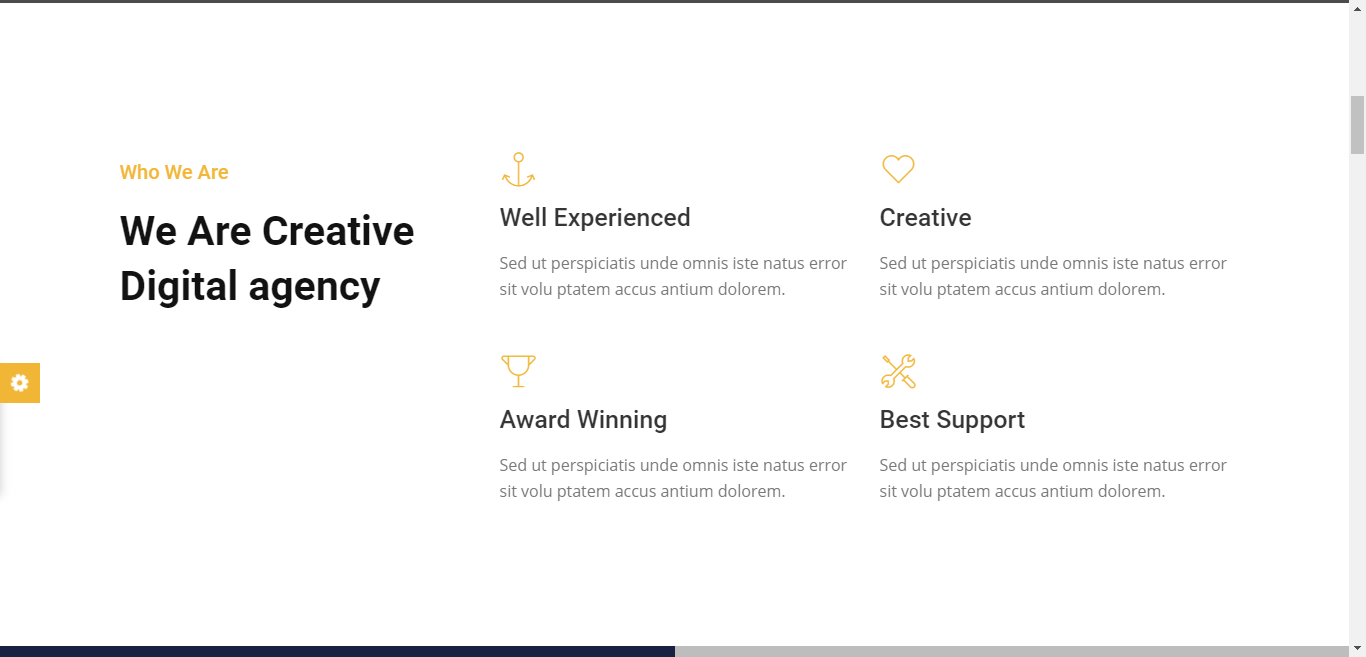 Who We Are
We Are Creative
Digital agency
Well Experienced
Sed ut perspiciatis unde omnis iste natus error
sit volu ptatem accus antium dolorem.
Creative
Sed ut perspiciatis unde omnis iste natus error
sit volu ptatem accus antium dolorem.
Award Winning
Sed ut perspiciatis unde omnis iste natus error
sit volu ptatem accus antium dolorem.
Best Support
Sed ut perspiciatis unde omnis iste natus error
sit volu ptatem accus antium dolorem.